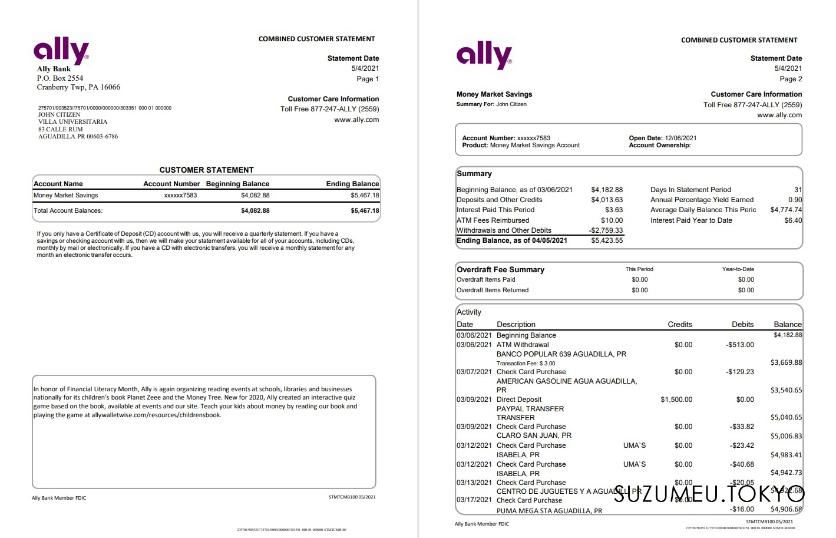 ally
Ally Bank
P.O. Box 2554
Cranberry Twp, PA 16066
COMBINED CUSTOMER STATEMENT
Statement Date
5/4/2021
Page 1
Customer Care Information
Toll Free 877-247-ALLY (2559)
www.ally.com
JOHN CITIZEN
VILLA UNIVERSITARIA
83 CALLE RUM
AGUADILLA PR 00603-6786
CUSTOMER STATEMENT
Account Name Account Number Beginning Balance Ending Balance
Money Market Savings xxxxxx7583 $4,082.88 $5,467.18
Total Account Balances: $4,082.88 $5,467.18
If you only have a Certificate of Deposit (CD) account with us, you will receive a quarterly statement. If you have a
savings or checking account with us, then we will make your statement available for all of your accounts, including CDs,
monthly by mail or electronically. If you have a CD with electronic transfers, you will receive a monthly statement for any
month an electronic transfer occurs.
In honor of Financial Literacy Month, Ally is again organizing reading events at schools, libraries and businesses
nationally for its children's book Planet Zeee and the Money Tree. New for 2020, Ally created an interactive quiz
game based on the book, available at events and our site. Teach your kids about money by reading our book and
playing the game at allywalletwise.com/resources/childrensbook.
Ally Bank Member FDIC
STMTCMB100 05/2021
ally
COMBINED CUSTOMER STATEMENT
Statement Date
5/4/2021
Page 2
Money Market Savings
Summary For: John Citizen
Customer Care Information
Toll Free 877-247-ALLY (2559)
www.ally.com
Account Number: xxxxxx7583 Open Date: 12/06/2021
Product: Money Market Savings Account Account Ownership:
Summary
Beginning Balance, as of 03/06/2021 $4,182.88 Days In Statement Period 31
Deposits and Other Credits $4,013.63 Annual Percentage Yield Earned 0.90
Interest Paid This Period $3.63 Average Daily Balance This Peric $4,774.74
ATM Fees Reimbursed $10.00 Interest Paid Year to Date $6.40
Withdrawals and Other Debits -$2,759.33
Ending Balance, as of 04/05/2021 $5,423.55
Overdraft Fee Summary This Period Year-to-Date
Overdraft Items Paid $0.00 $0.00
Overdraft Items Returned $0.00 $0.00
Activity
Date Description Credits Debits Balance
03/06/2021 Beginning Balance $4,182.88
03/06/2021 ATM Withdrawal $0.00 -$513.00
BANCO POPULAR 639 AGUADILLA, PR
Transaction Fee: $ 3.00 $3,669.88
03/07/2021 Check Card Purchase $0.00 -$129.23
AMERICAN GASOLINE AGUA AGUADILLA,
PR $3,540.65
03/09/2021 Direct Deposit $1,500.00 $0.00
PAYPAL TRANSFER
TRANSFER $5,040.65
03/09/2021 Check Card Purchase $0.00 -$33.82
CLARO SAN JUAN, PR $5,006.83
03/12/2021 Check Card Purchase UMA'S $0.00 -$23.42
ISABELA, PR $4,983.41
03/12/2021 Check Card Purchase UMA'S $0.00 -$40.68
ISABELA, PR $4,942.73
03/13/2021 Check Card Purchase $0.00 -$20.05
CENTRO DE JUGUETES Y A AGUADILLA, PR $4,922.68
03/17/2021 Check Card Purchase $0.00
PUMA MEGA STA AGUADILLA, PR -$16.00 $4,906.68
SUZUMEU.TOKYO
Ally Bank Member FDIC
STMTCMB100 05/2021